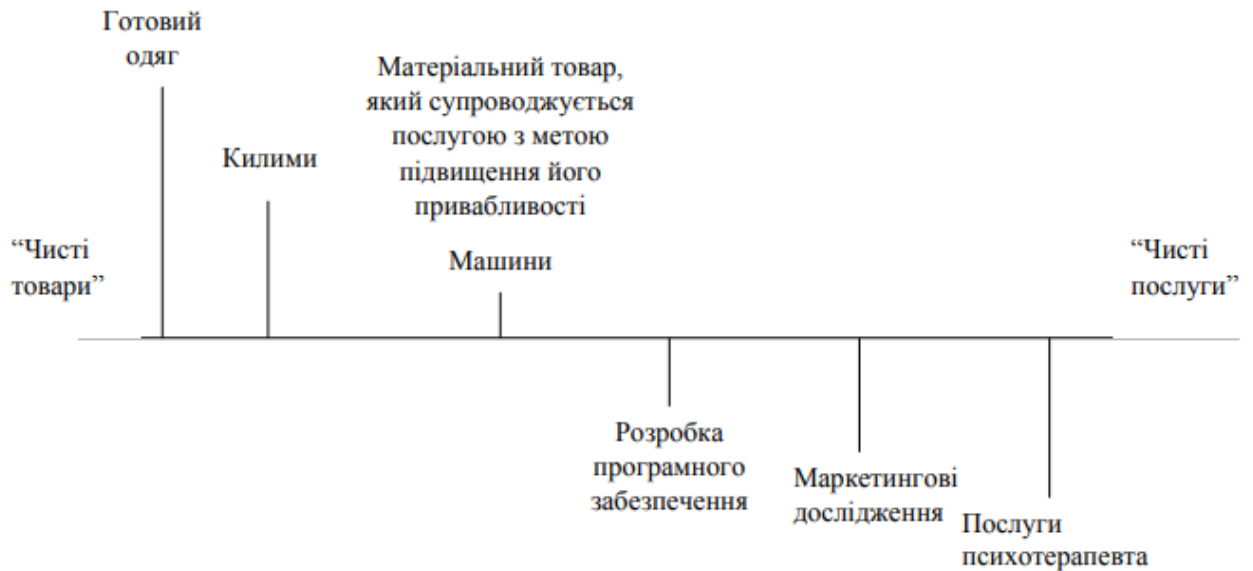 Готовий
одяг
Матеріальний товар,
який супроводжується
послугою з метою
підвищення його
привабливості
Килими
“Чисті
товари”
Машини
“Чисті
послуги”
Розробка
програмного
забезпечення
Маркетингові
дослідження
Послуги
психотерапевта